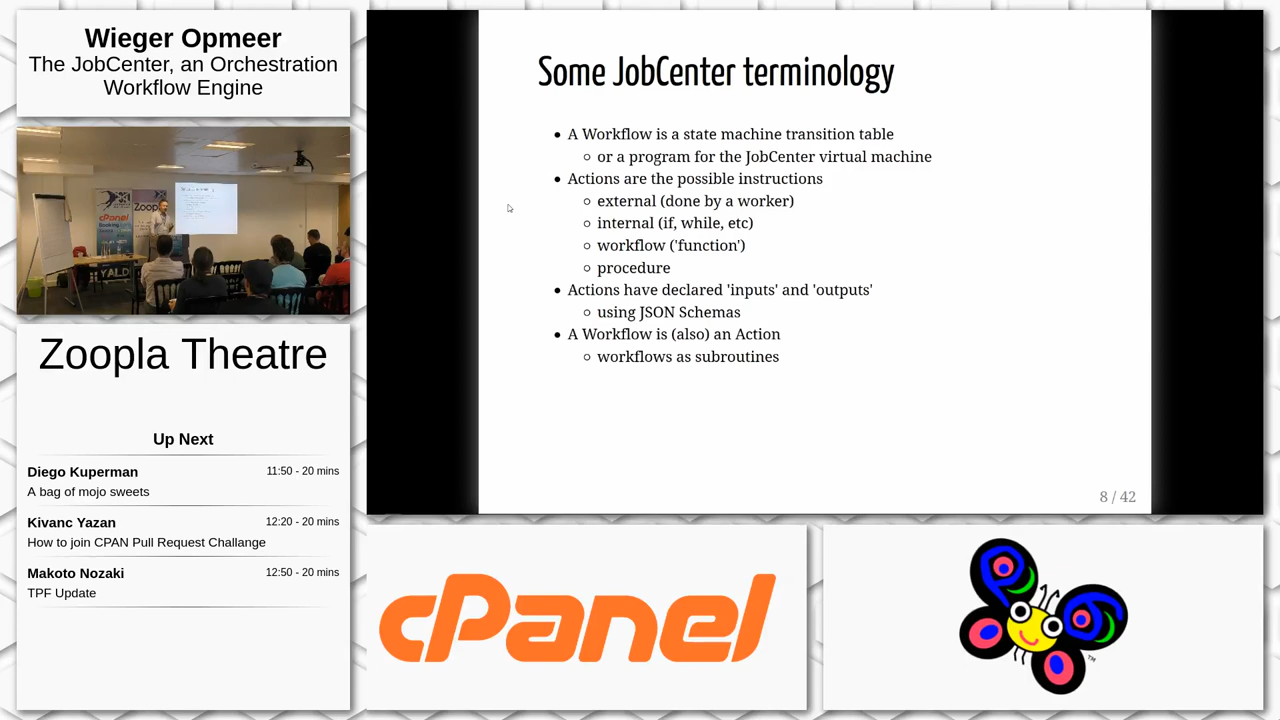 Wieger Opmeer
The JobCenter, an Orchestration
Workflow Engine
cPanel
Zoopl
YALD
Zoopla Theatre
Up Next
Diego Kuperman 11:50 - 20 mins
A bag of mojo sweets
Kivanc Yazan 12:20 - 20 mins
How to join CPAN Pull Request Challange
Makoto Nozaki 12:50 - 20 mins
TPF Update
Some JobCenter terminology
• A Workflow is a state machine transition table
◦ or a program for the JobCenter virtual machine
• Actions are the possible instructions
◦ external (done by a worker)
◦ internal (if, while, etc)
◦ workflow ('function')
◦ procedure
• Actions have declared 'inputs' and 'outputs'
◦ using JSON Schemas
• A Workflow is (also) an Action
◦ workflows as subroutines
8 / 42
cPanel
TM